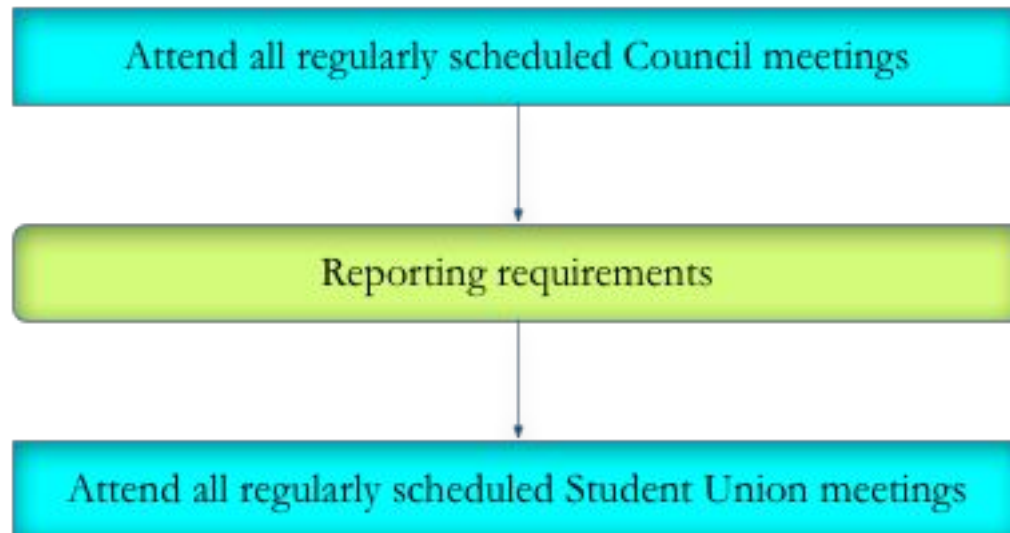 Attend all regularly scheduled Council meetings
Reporting requirements
Attend all regularly scheduled Student Union meetings